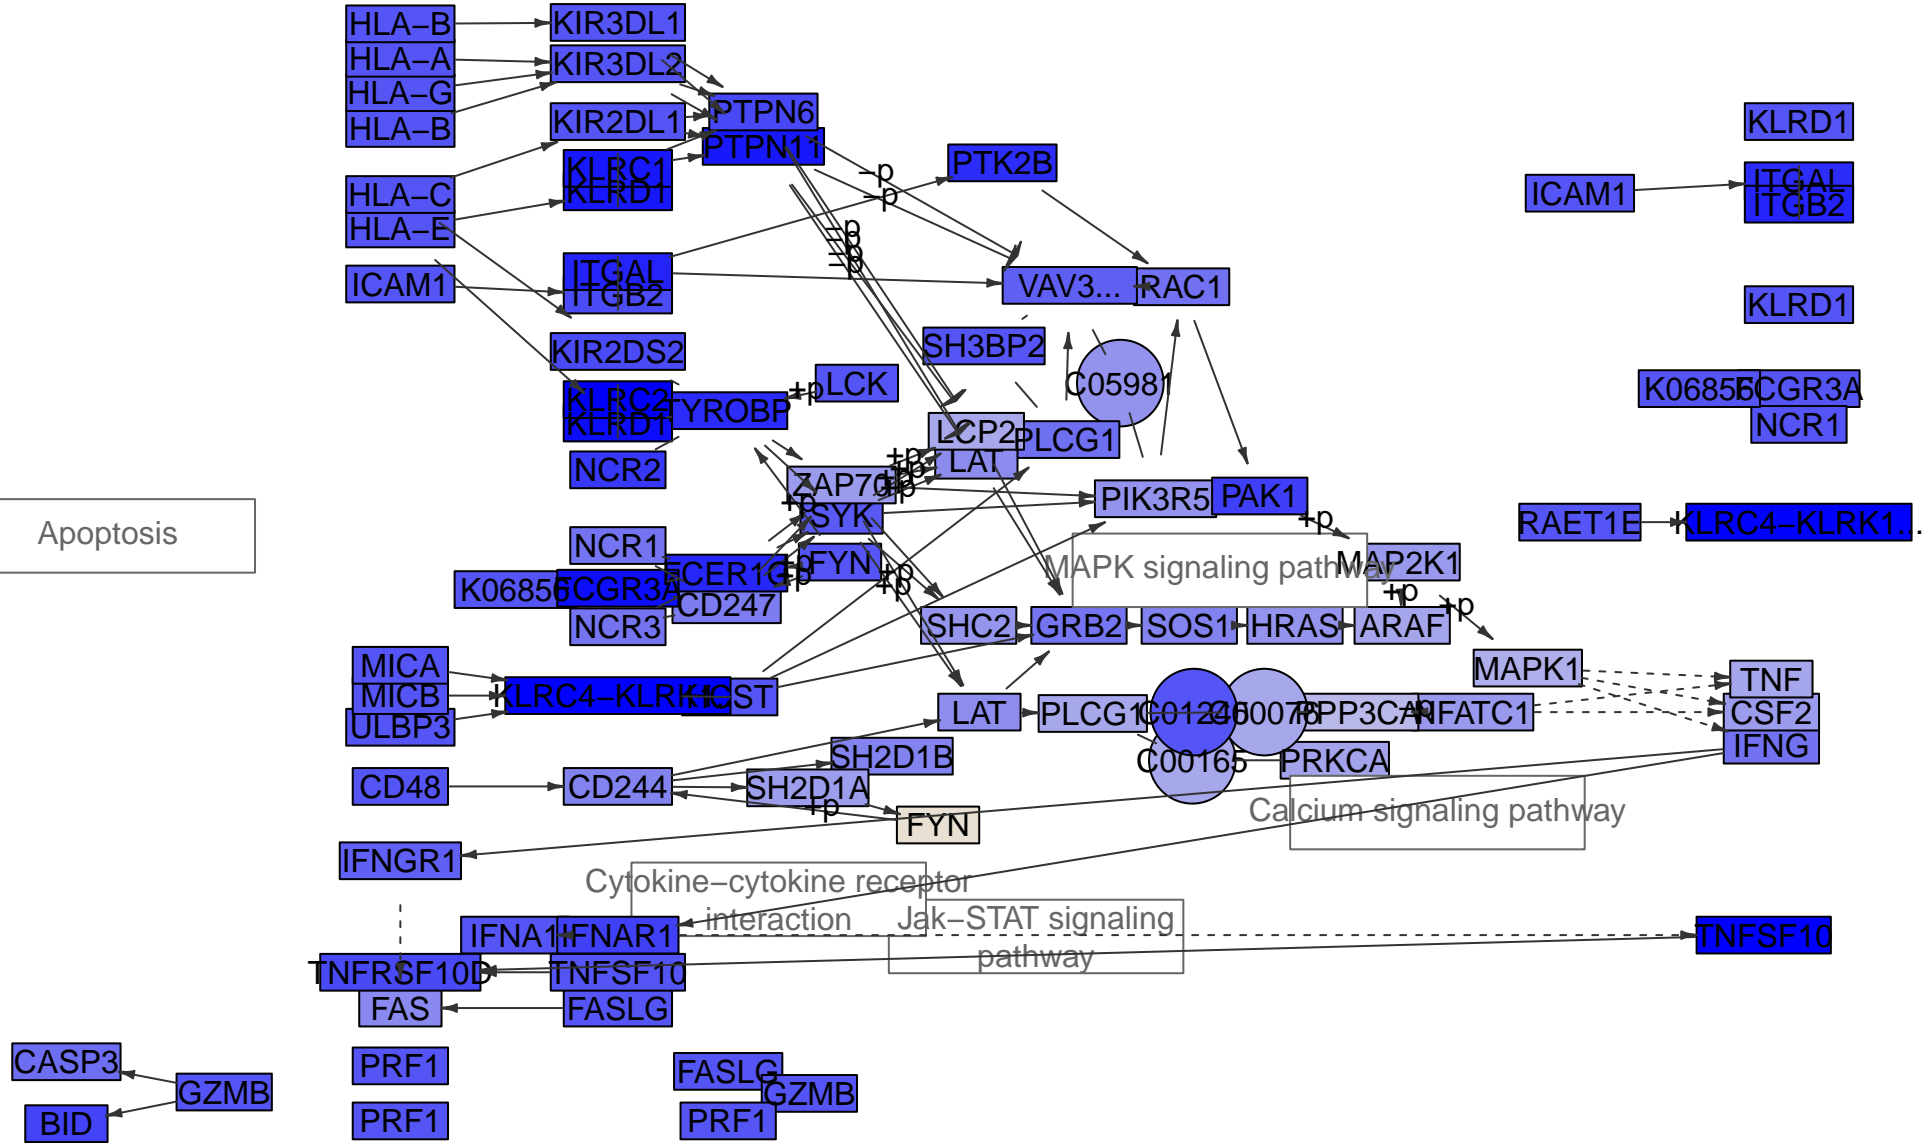 HLA−B
KIR3DL1
HLA−A
KIR3DL2
HLA−G
HLA−B
KIR2DL1
PTPN6
PTPN11
KLRD1
KLRC1
KLRD1
PTK2B
−p
−p
HLA−C
HLA−E
ICAM1
ITGAL
ITGB2
−p
−p
−p
−p
ICAM1
ITGAL
ITGB2
VAV3...
RAC1
KLRD1
KIR2DS2
SH3BP2
C05981
LCK
+p
KLRC2
KLRD1
TYROBP
K06856
FCGR3A
NCR1
LCP2
LAT
PLCG1
NCR2
ZAP70
SYK
+p
+p
+p
+p
+p
PIK3R5
PAK1
+p
RAET1E
KLRC4−KLRK1...
Apoptosis
NCR1
FCER1G
FYN
+p
+p
+p
+p
MAPK signaling pathway
MAP2K1
K06856
FCGR3A
CD247
NCR3
SHC2
GRB2
SOS1
HRAS
ARAF
+p
+p
MICA
MICB
ULBP3
KLRC4−KLRK1...
HCST
LAT
PLCG1
C01245
C00076
PPP3CA
NFATC1
−p
MAPK1
TNF
CSF2
IFNG
C00165
PRKCA
SH2D1B
CD48
CD244
SH2D1A
+p
FYN
Calcium signaling pathway
IFNGR1
Cytokine−cytokine receptor
interaction
Jak−STAT signaling
pathway
IFNA1
IFNAR1
TNFSF10
TNFRSF10D
TNFSF10
FAS
FASLG
CASP3
GZMB
BID
PRF1
PRF1
FASLG
GZMB
PRF1